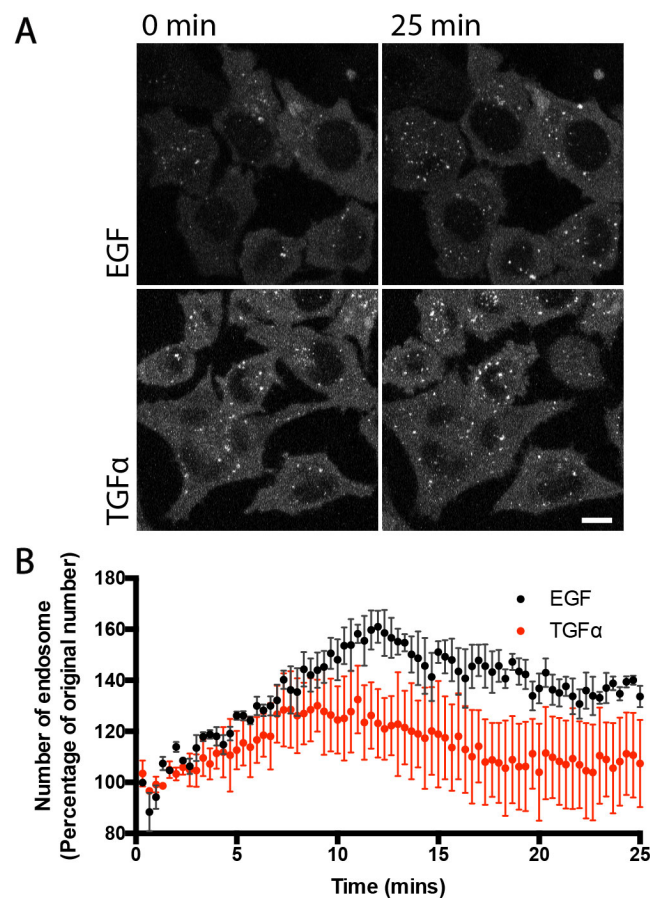 A
0 min
25 min
EGF
TGFα
B
Number of endosome
(Percentage of original number)
180
160
140
120
100
80
EGF
TGFα
0
5
10
15
20
25
Time (mins)